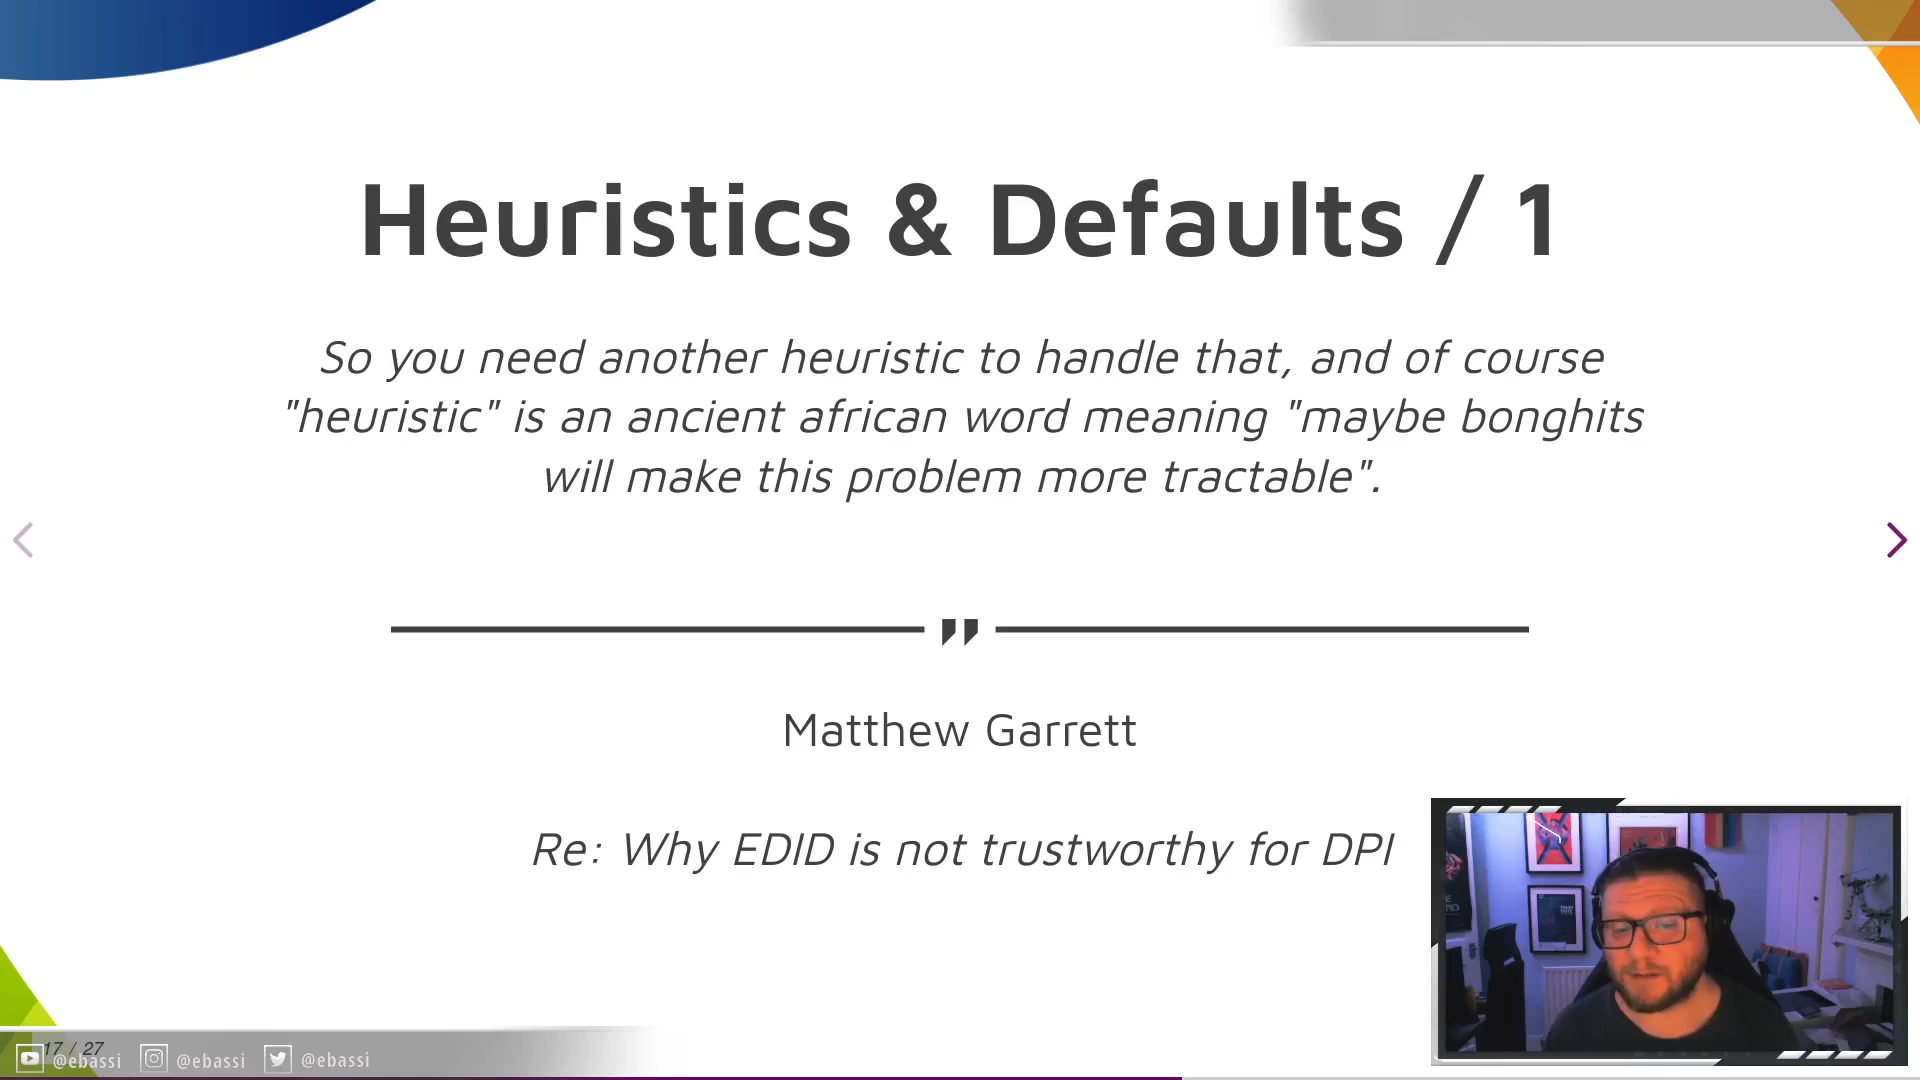 Heuristics & Defaults / 1
So you need another heuristic to handle that, and of course
"heuristic" is an ancient african word meaning "maybe bonghits
will make this problem more tractable".
Matthew Garrett
Re: Why EDID is not trustworthy for DPI
17 / 27
@ebassi @ebassi @ebassi